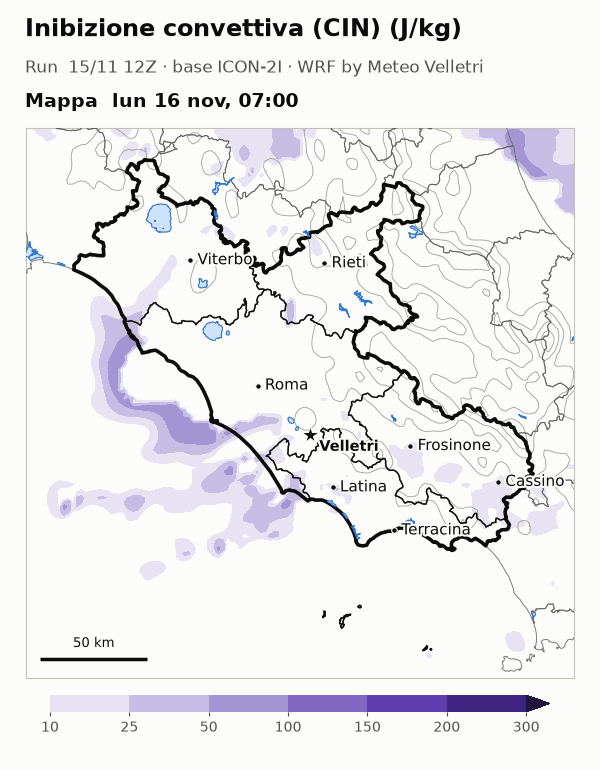 Inibizione convettiva (CIN) (J/kg)
Run  15/11 12Z · base ICON-2I · WRF by Meteo Velletri
Mappa  lun 16 nov, 07:00
Viterbo
Rieti
Roma
Velletri
Frosinone
Cassino
Latina
Terracina
50 km
10 25 50 100 150 200 300